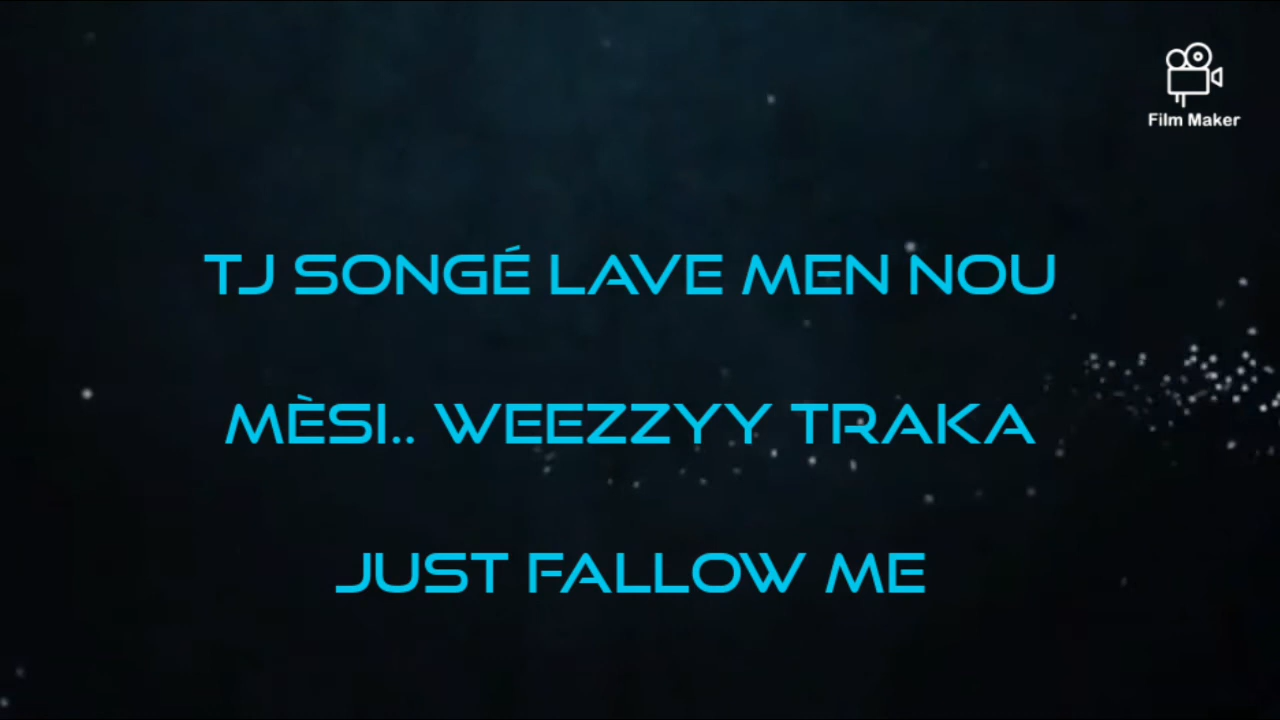 Film Maker
TJ SONGÉ LAVE MEN NOU
MÈSI.. WEEZZYY TRAKA
JUST FALLOW ME